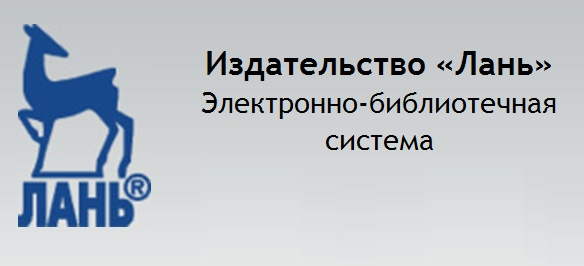 Издательство «Лань»
Электронно-библиотечная
система
ЛАНЬ®